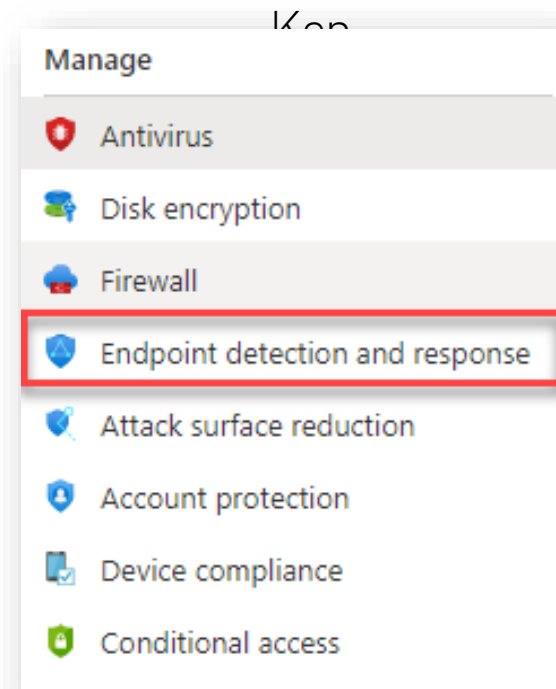 Manage
Antivirus
Disk encryption
Firewall
Endpoint detection and response
Attack surface reduction
Account protection
Device compliance
Conditional access